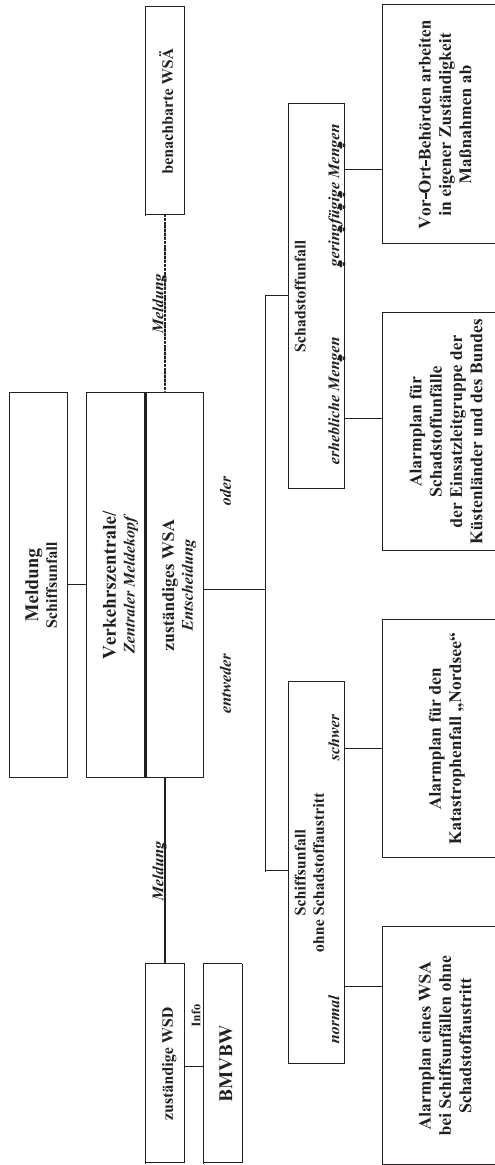 Meldung
Schiffsunfall
Verkehrszentrale/
Zentraler Meldekopf
zuständige WSD
Meldung
zuständiges WSA
Entscheidung
Meldung
benachbarte WSÄ
Info
BMVBW
entweder
oder
Schiffsunfall
ohne Schadstoffaustritt
normal
schwer
Schadstoffunfall
erhebliche Mengen
geringfügige Mengen
Alarmplan eines WSA
bei Schiffsunfällen ohne
Schadstoffaustritt
Alarmplan für den
Katastrophenfall „Nordsee“
Alarmplan für
Schadstoffunfälle
der Einsatzleitgruppe der
Küstenländer und des Bundes
Vor-Ort-Behörden arbeiten
in eigener Zuständigkeit
Maßnahmen ab